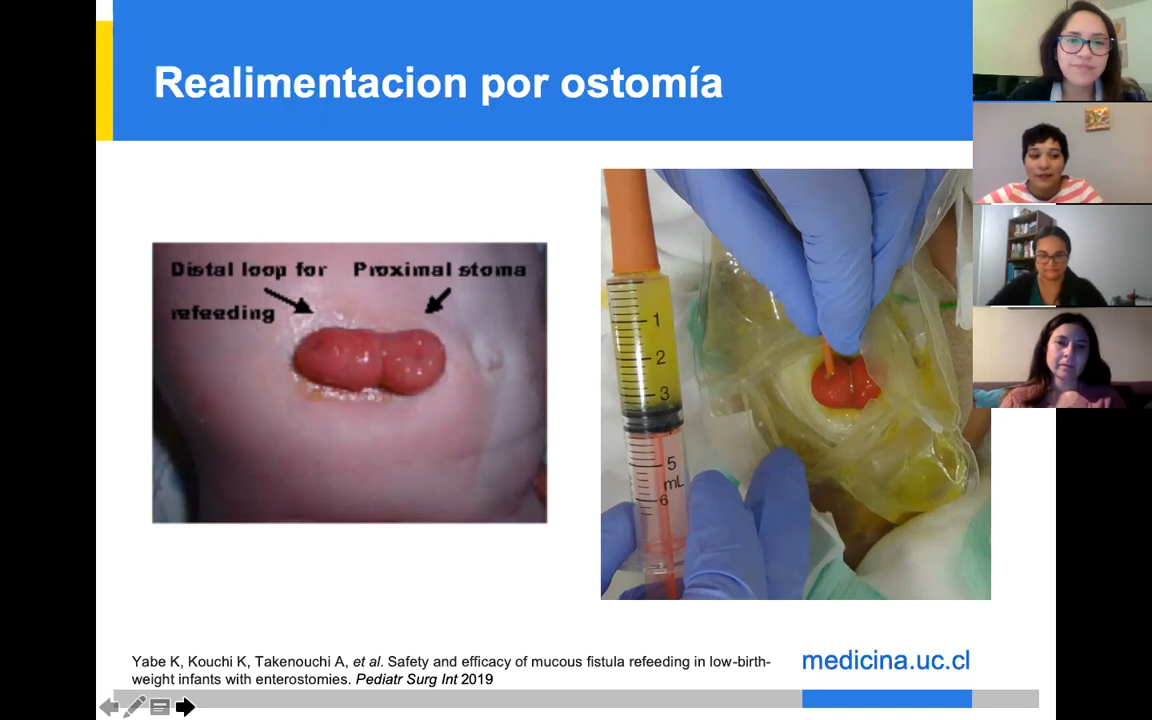 Realimentacion por ostomía
Distal loop for Proximal stoma
refeeding
1
2
3
5
mL
6
Yabe K, Kouchi K, Takenouchi A, et al. Safety and efficacy of mucous fistula refeeding in low-birth-
weight infants with enterostomies. Pediatr Surg Int 2019
medicina.uc.cl